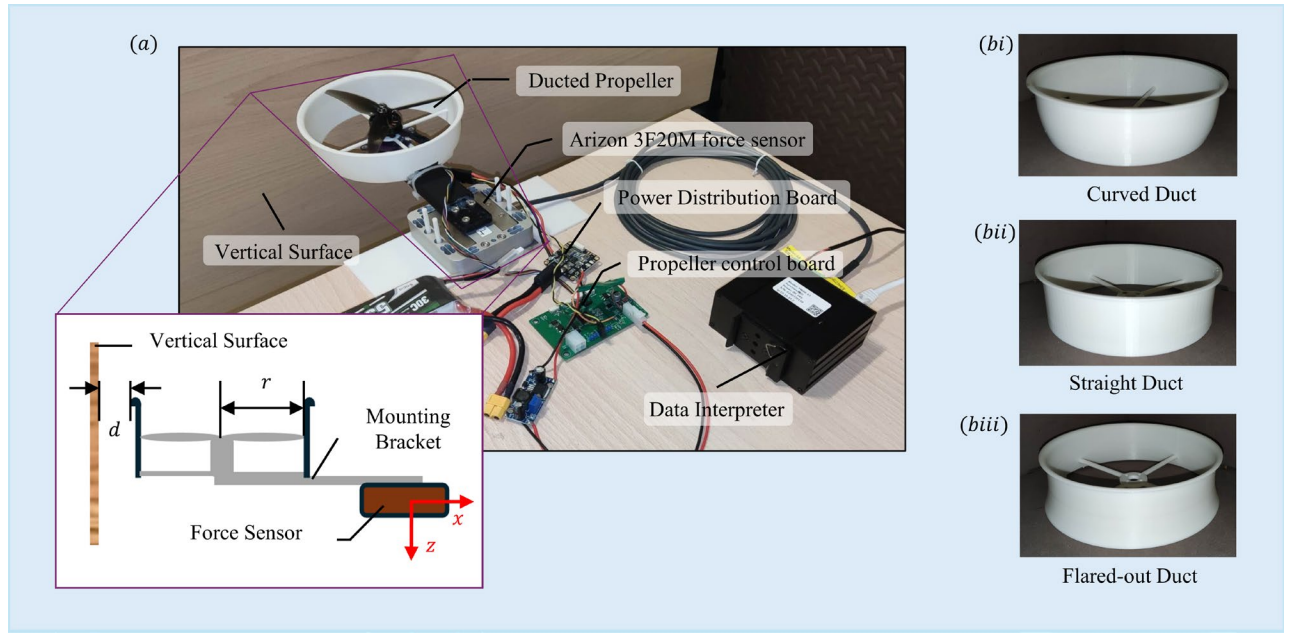 (a)
Ducted Propeller
Arizon 3F20M force sensor
Power Distribution Board
Propeller control board
Vertical Surface
Data Interpreter
30C
Vertical Surface
r
d
Mounting
Bracket
x
z
Force Sensor
(bi)
Curved Duct
(bii)
Straight Duct
(biii)
Flared-out Duct